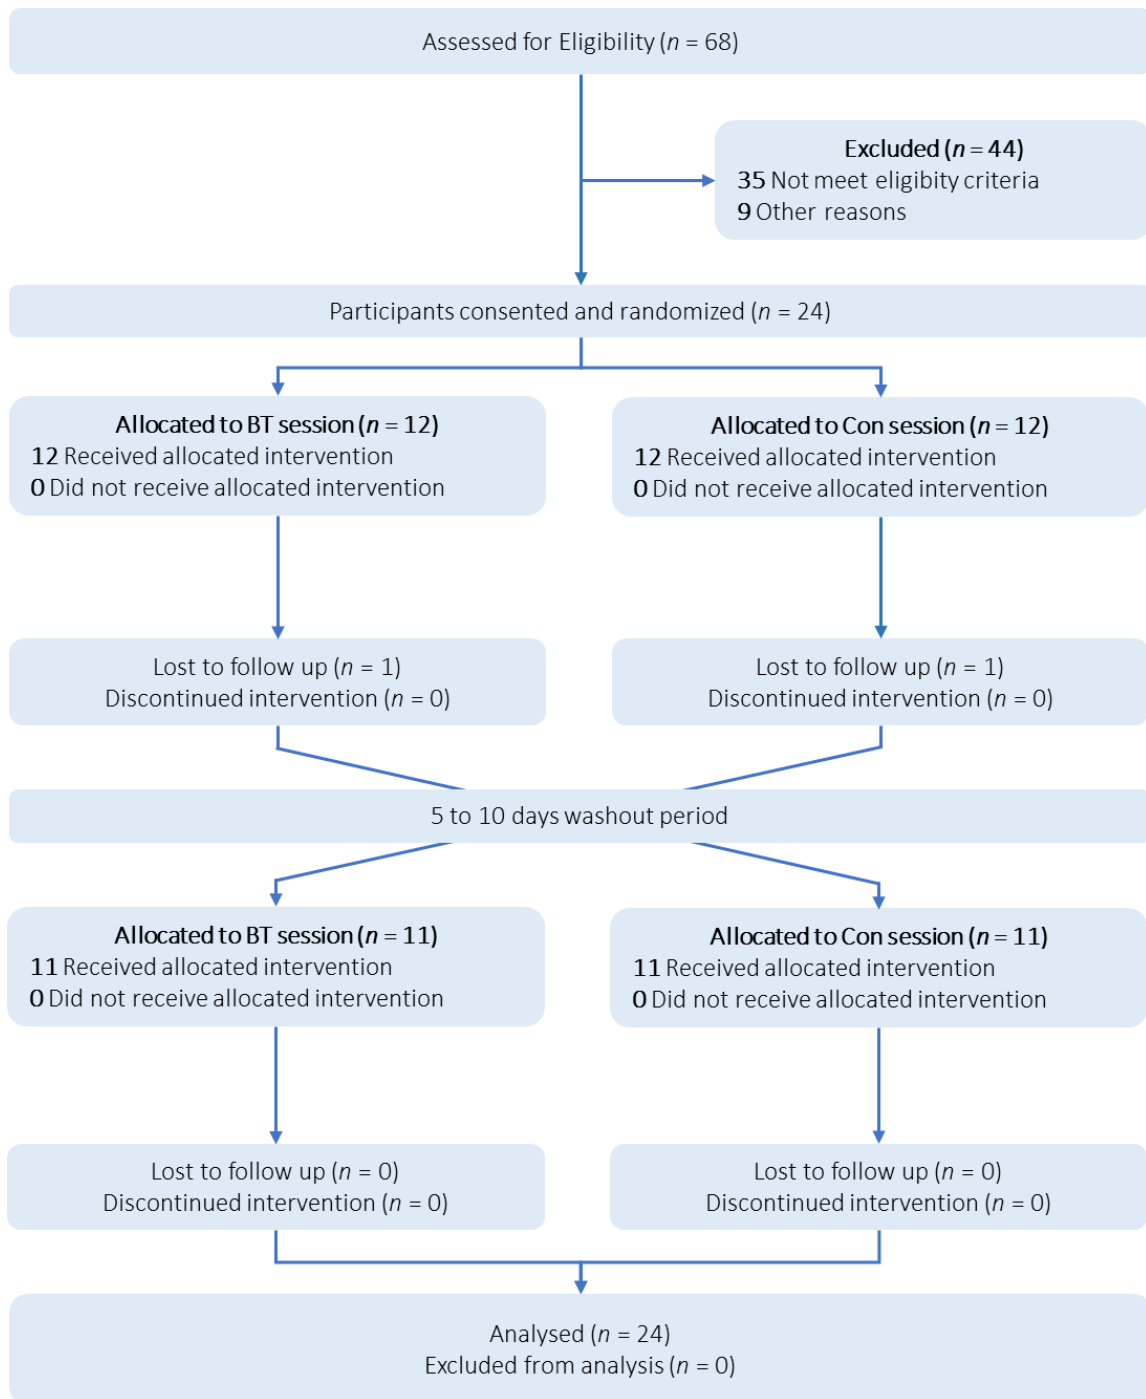 Assessed for Eligibility (n = 68)
Excluded (n = 44)
35 Not meet eligibity criteria
9 Other reasons
Participants consented and randomized (n = 24)
Allocated to BT session (n = 12)
12 Received allocated intervention
0 Did not receive allocated intervention
Allocated to Con session (n = 12)
12 Received allocated intervention
0 Did not receive allocated intervention
Lost to follow up (n = 1)
Discontinued intervention (n = 0)
Lost to follow up (n = 1)
Discontinued intervention (n = 0)
5 to 10 days washout period
Allocated to BT session (n = 11)
11 Received allocated intervention
0 Did not receive allocated intervention
Allocated to Con session (n = 11)
11 Received allocated intervention
0 Did not receive allocated intervention
Lost to follow up (n = 0)
Discontinued intervention (n = 0)
Lost to follow up (n = 0)
Discontinued intervention (n = 0)
Analysed (n = 24)
Excluded from analysis (n = 0)